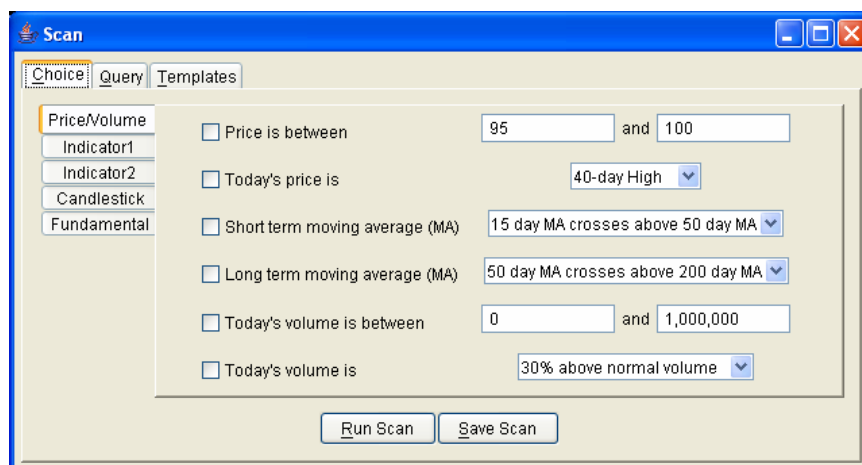 Scan
Choice Query Templates
Price/Volume
Indicator1
Indicator2
Candlestick
Fundamental
Price is between 95 and 100
Today's price is 40-day High
Short term moving average (MA) 15 day MA crosses above 50 day MA
Long term moving average (MA) 50 day MA crosses above 200 day MA
Today's volume is between 0 and 1,000,000
Today's volume is 30% above normal volume
Run Scan Save Scan